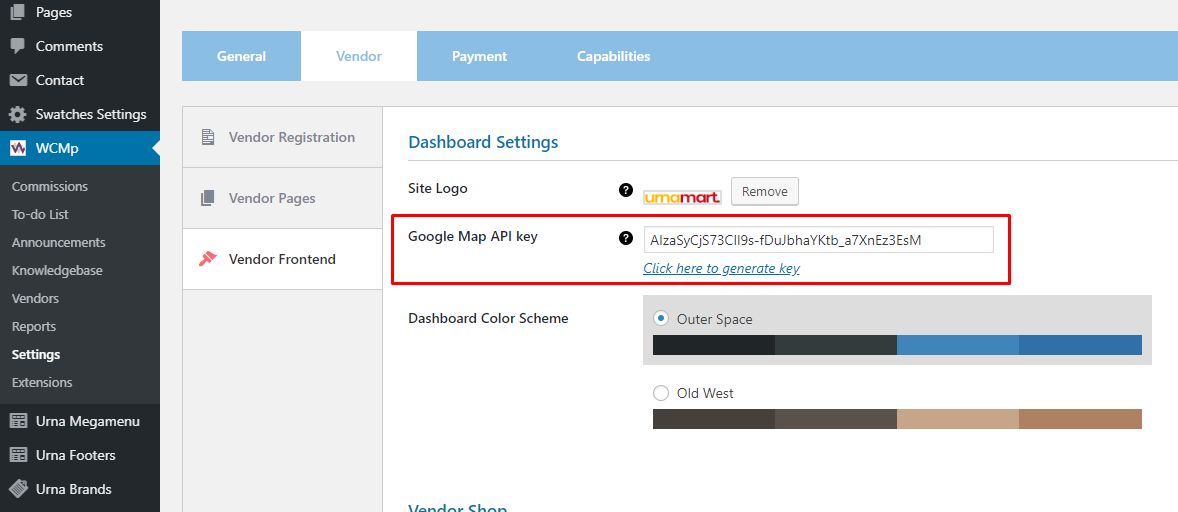 Pages
Comments
Contact
Swatches Settings
WCMp
Commissions
To-do List
Announcements
Knowledgebase
Vendors
Reports
Settings
Extensions
Urna Megamenu
Urna Footers
Urna Brands
General Vendor Payment Capabilities
Vendor Registration
Vendor Pages
Vendor Frontend
Dashboard Settings
Site Logo ? urnamart. Remove
Google Map API key ? AIzaSyCjS73CII9s-fDuJbhaYKtb_a7XnEz3EsM
Click here to generate key
Dashboard Color Scheme
Outer Space
Old West
Vendor Shop